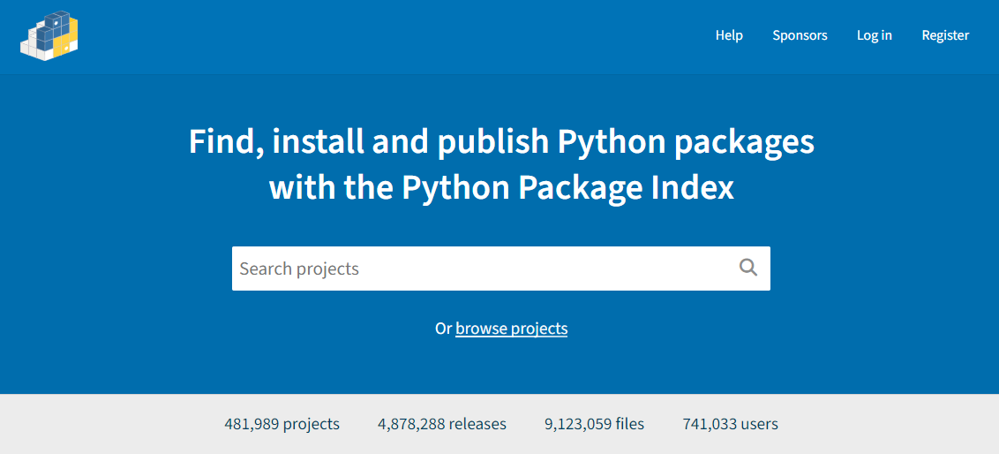 Help Sponsors Log in Register
Find, install and publish Python packages
with the Python Package Index
Search projects
Or browse projects
481,989 projects 4,878,288 releases 9,123,059 files 741,033 users